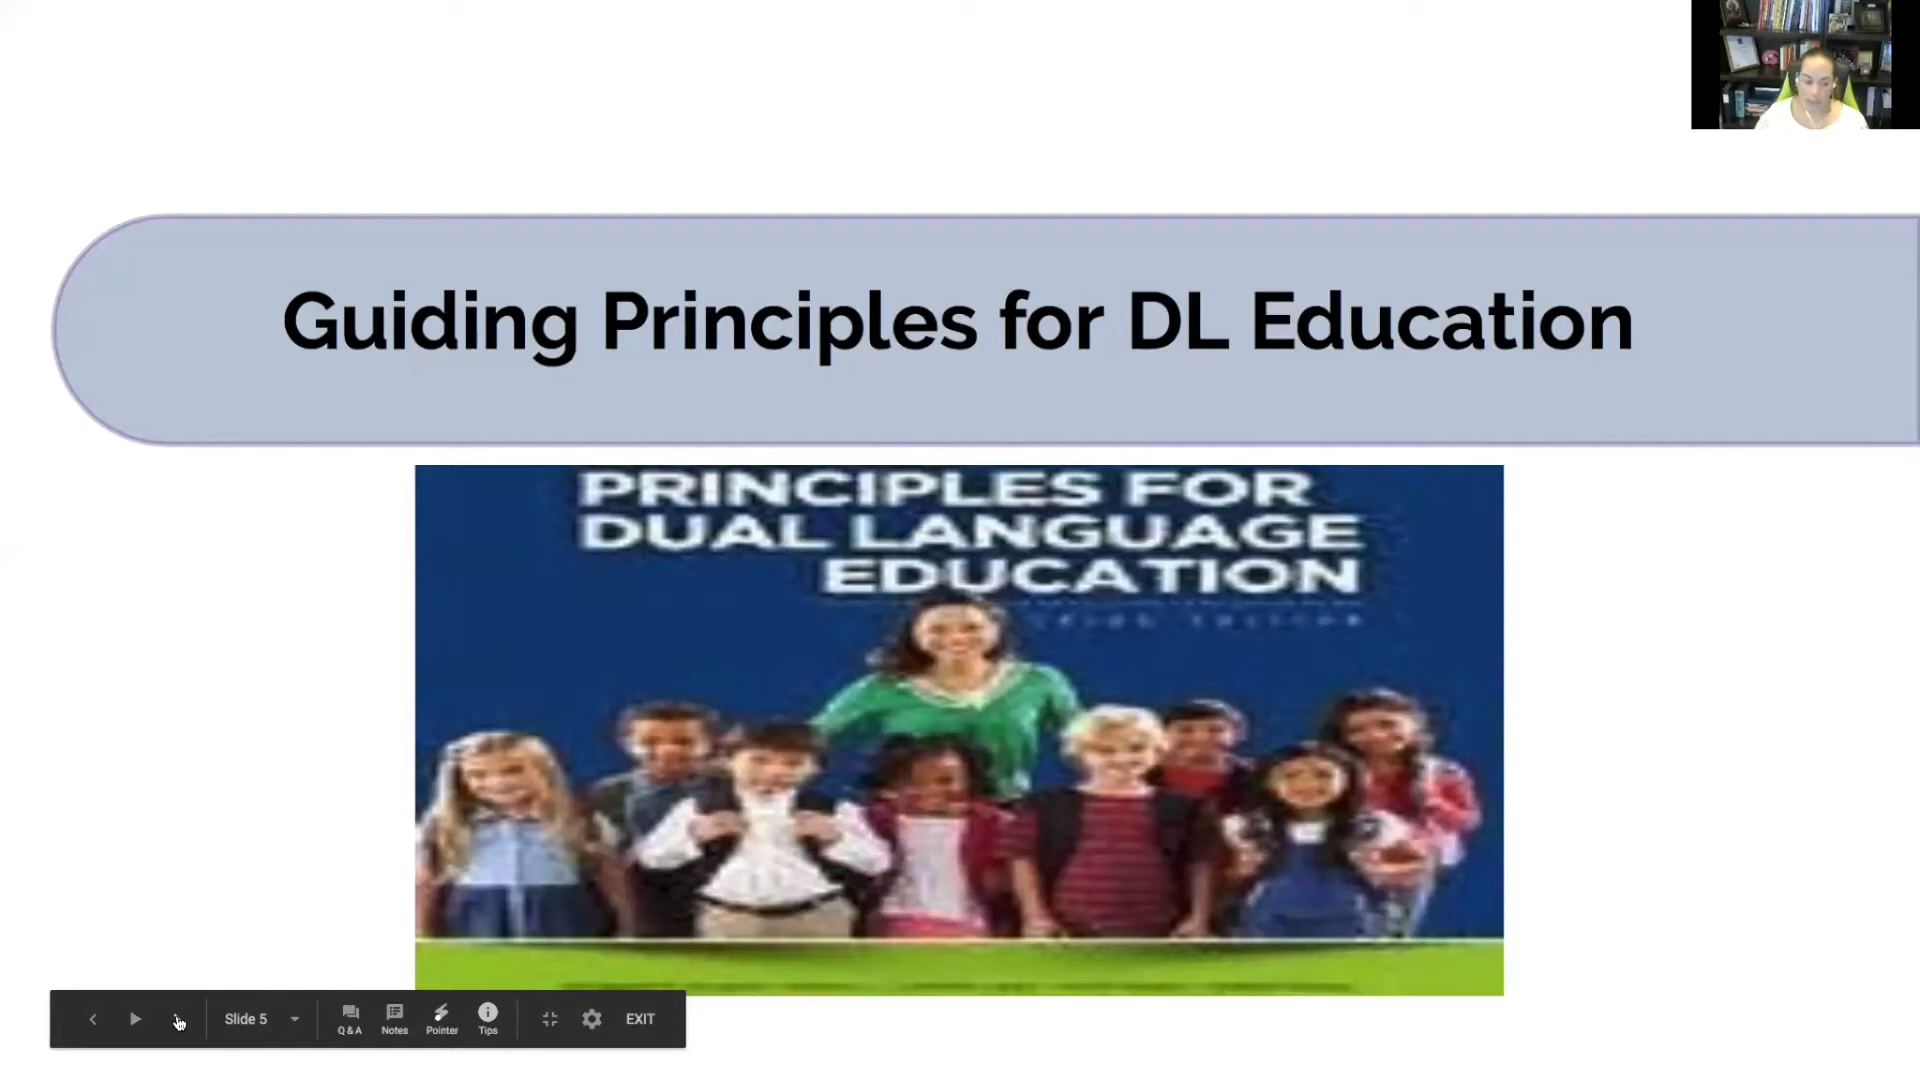 Guiding Principles for DL Education
PRINCIPLES FOR
DUAL LANGUAGE
EDUCATION
Slide 5
Q & A
Notes
Pointer
Tips
EXIT